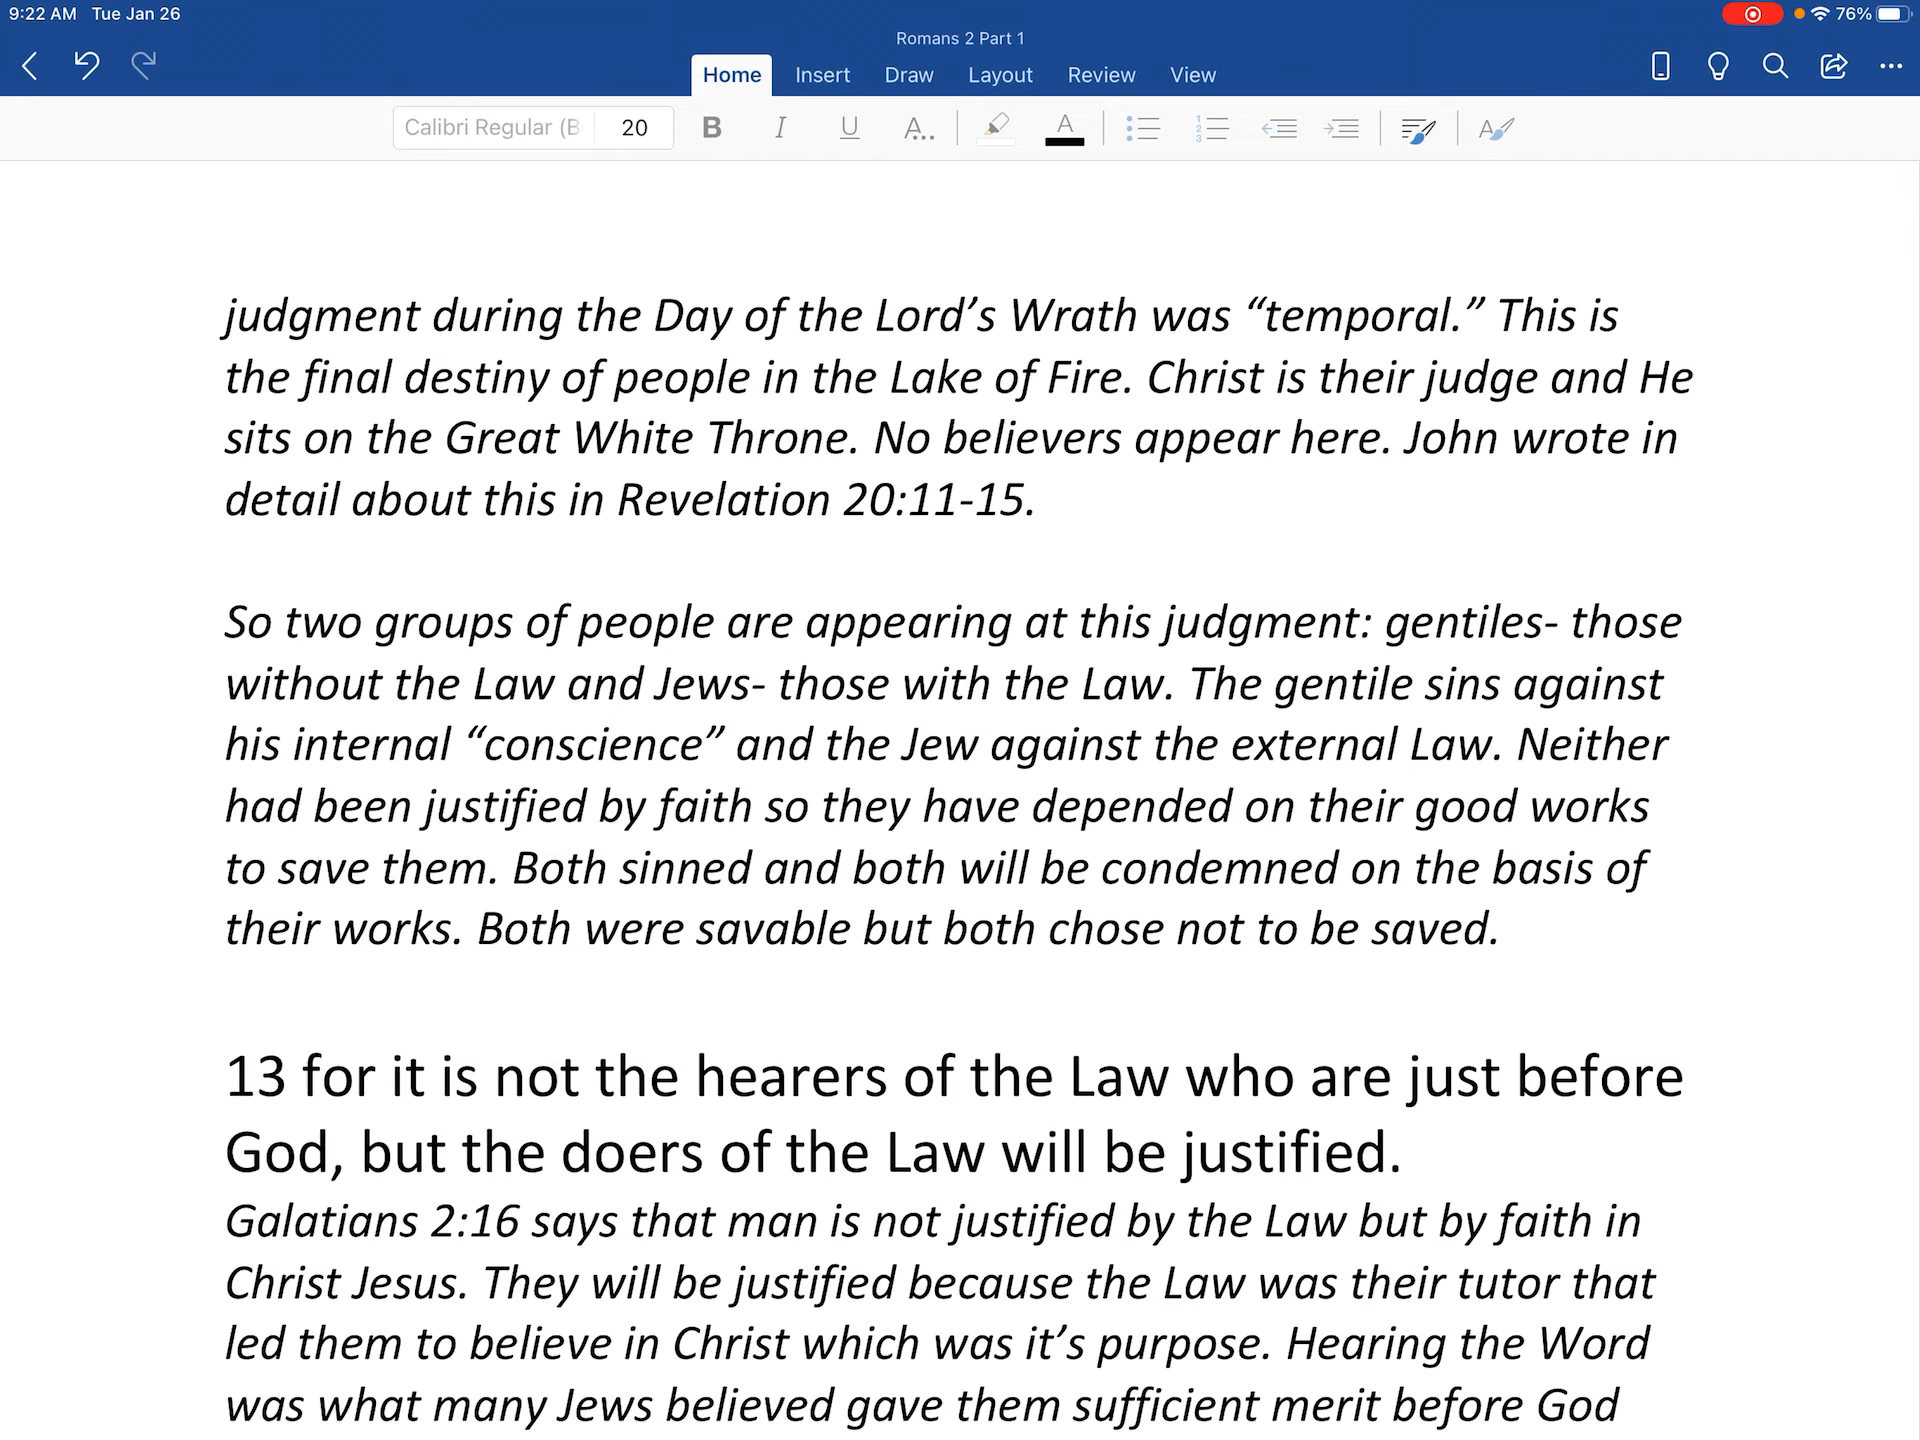 9:22 AM Tue Jan 26
76%
Romans 2 Part 1
Home Insert Draw Layout Review View
Calibri Regular (B 20 B I U A.. A A
judgment during the Day of the Lord’s Wrath was “temporal.” This is
the final destiny of people in the Lake of Fire. Christ is their judge and He
sits on the Great White Throne. No believers appear here. John wrote in
detail about this in Revelation 20:11-15.
So two groups of people are appearing at this judgment: gentiles- those
without the Law and Jews- those with the Law. The gentile sins against
his internal “conscience” and the Jew against the external Law. Neither
had been justified by faith so they have depended on their good works
to save them. Both sinned and both will be condemned on the basis of
their works. Both were savable but both chose not to be saved.
13 for it is not the hearers of the Law who are just before
God, but the doers of the Law will be justified.
Galatians 2:16 says that man is not justified by the Law but by faith in
Christ Jesus. They will be justified because the Law was their tutor that
led them to believe in Christ which was it’s purpose. Hearing the Word
was what many Jews believed gave them sufficient merit before God